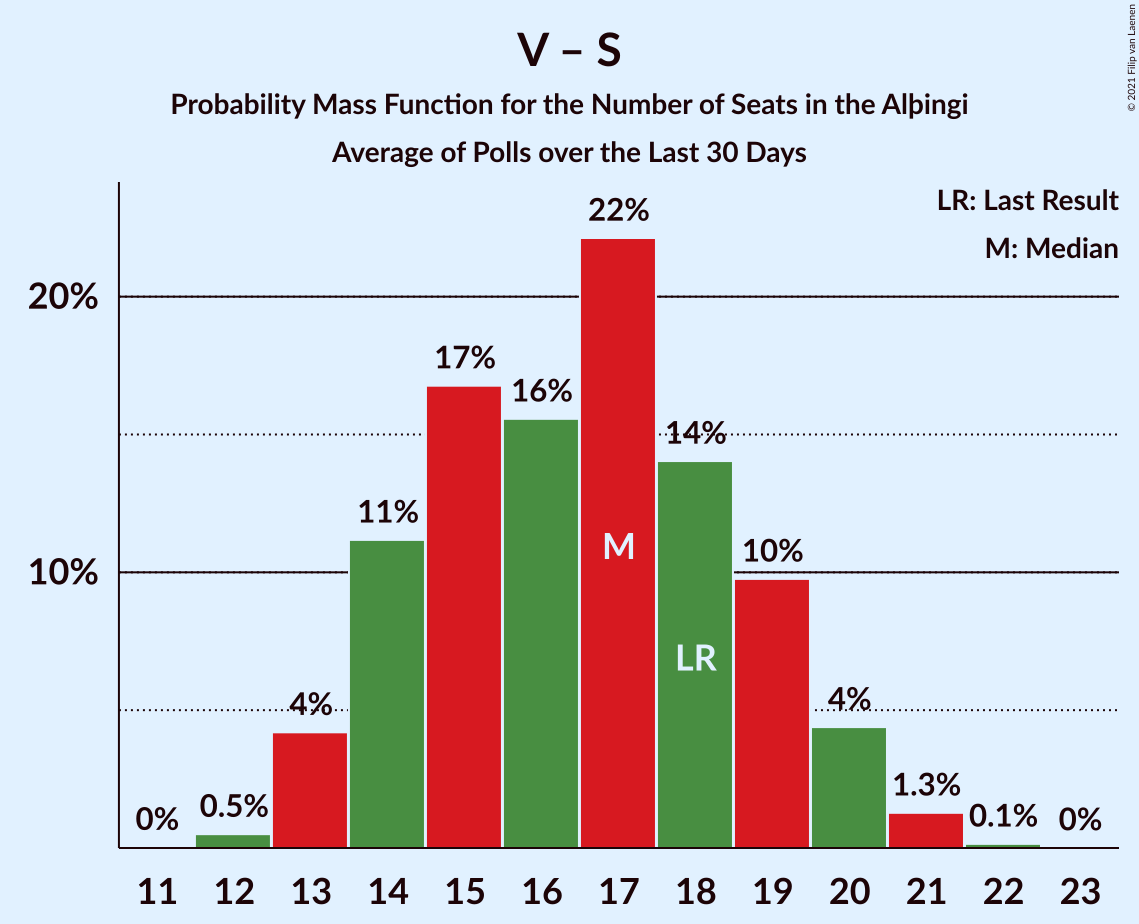 V – S
Probability Mass Function for the Number of Seats in the Alþingi
Average of Polls over the Last 30 Days
© 2021 Filip van Laenen
LR: Last Result
M: Median
20%
10%
0%
0.5%
4%
11%
17%
16%
22%
14%
10%
4%
1.3%
0.1%
0%
M
LR
11 12 13 14 15 16 17 18 19 20 21 22 23